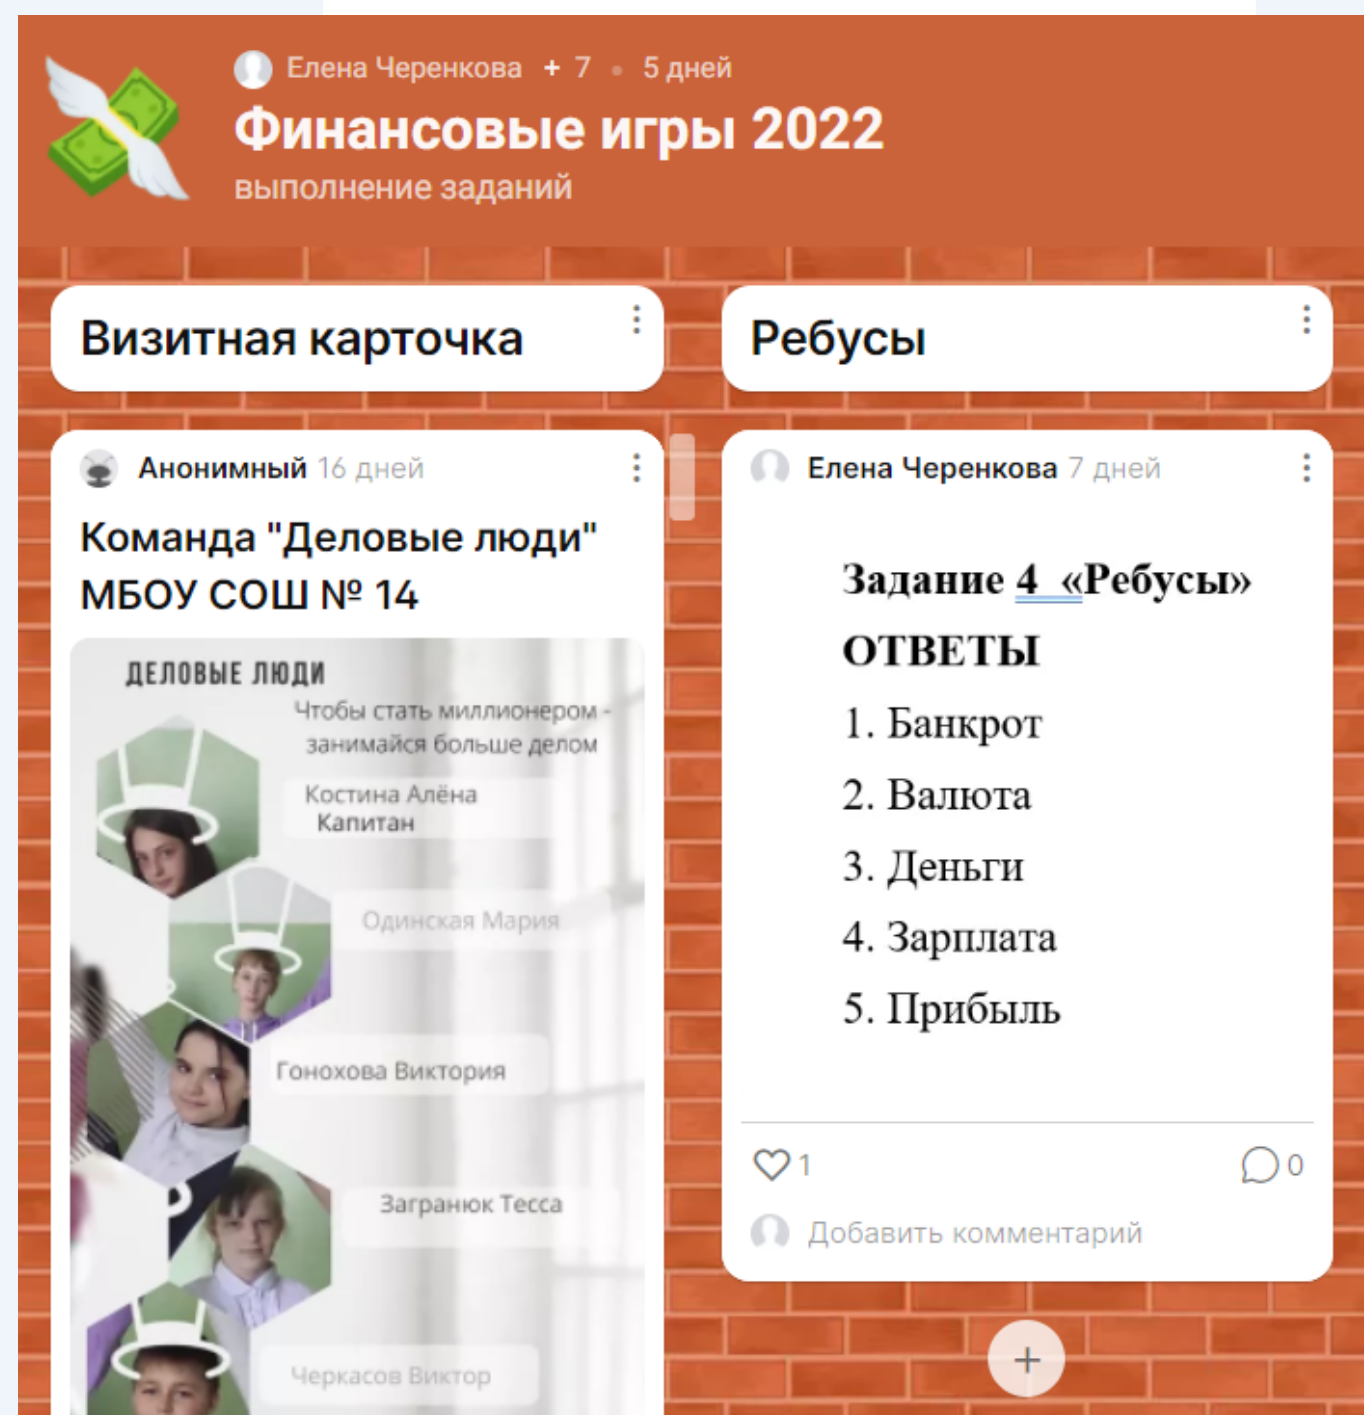 Елена Черенкова + 7 • 5 дней
Финансовые игры 2022
выполнение заданий
Визитная карточка
Анонимный 16 дней
Команда "Деловые люди"
МБОУ СОШ № 14
ДЕЛОВЫЕ ЛЮДИ
Чтобы стать миллионером -
занимайся больше делом
Костина Алёна
Капитан
Одинская Мария
Гонохова Виктория
Загранюк Тесса
Черкасов Виктор
Ребусы
Елена Черенкова 7 дней
Задание 4 «Ребусы»
ОТВЕТЫ
1. Банкрот
2. Валюта
3. Деньги
4. Зарплата
5. Прибыль
1
0
Добавить комментарий